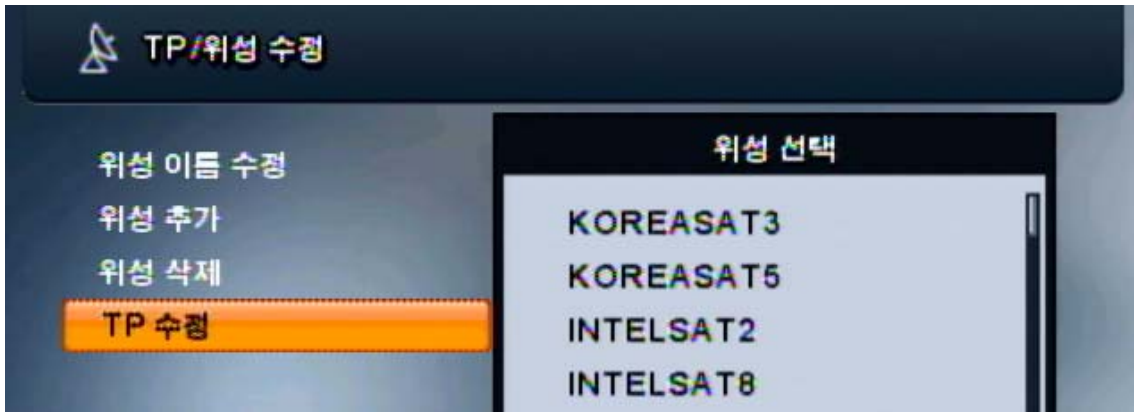 TP/위성 수정
위성 이름 수정
위성 추가
위성 삭제
TP 수정
위성 선택
KOREASAT3
KOREASAT5
INTELSAT2
INTELSAT8